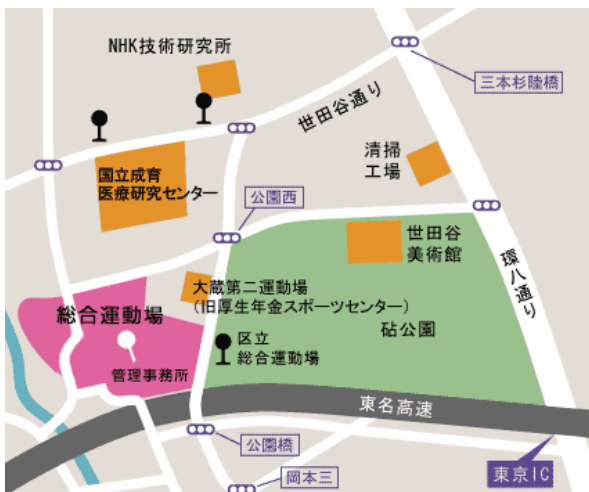 NHK技術研究所
三本杉陸橋
世田谷通り
清掃
工場
国立成育
医療研究センター
公園西
世田谷
美術館
環八通り
大蔵第二運動場
(旧厚生年金スポーツセンター)
総合運動場
区立
総合運動場
砧公園
管理事務所
東名高速
公園橋
岡本三
東京IC